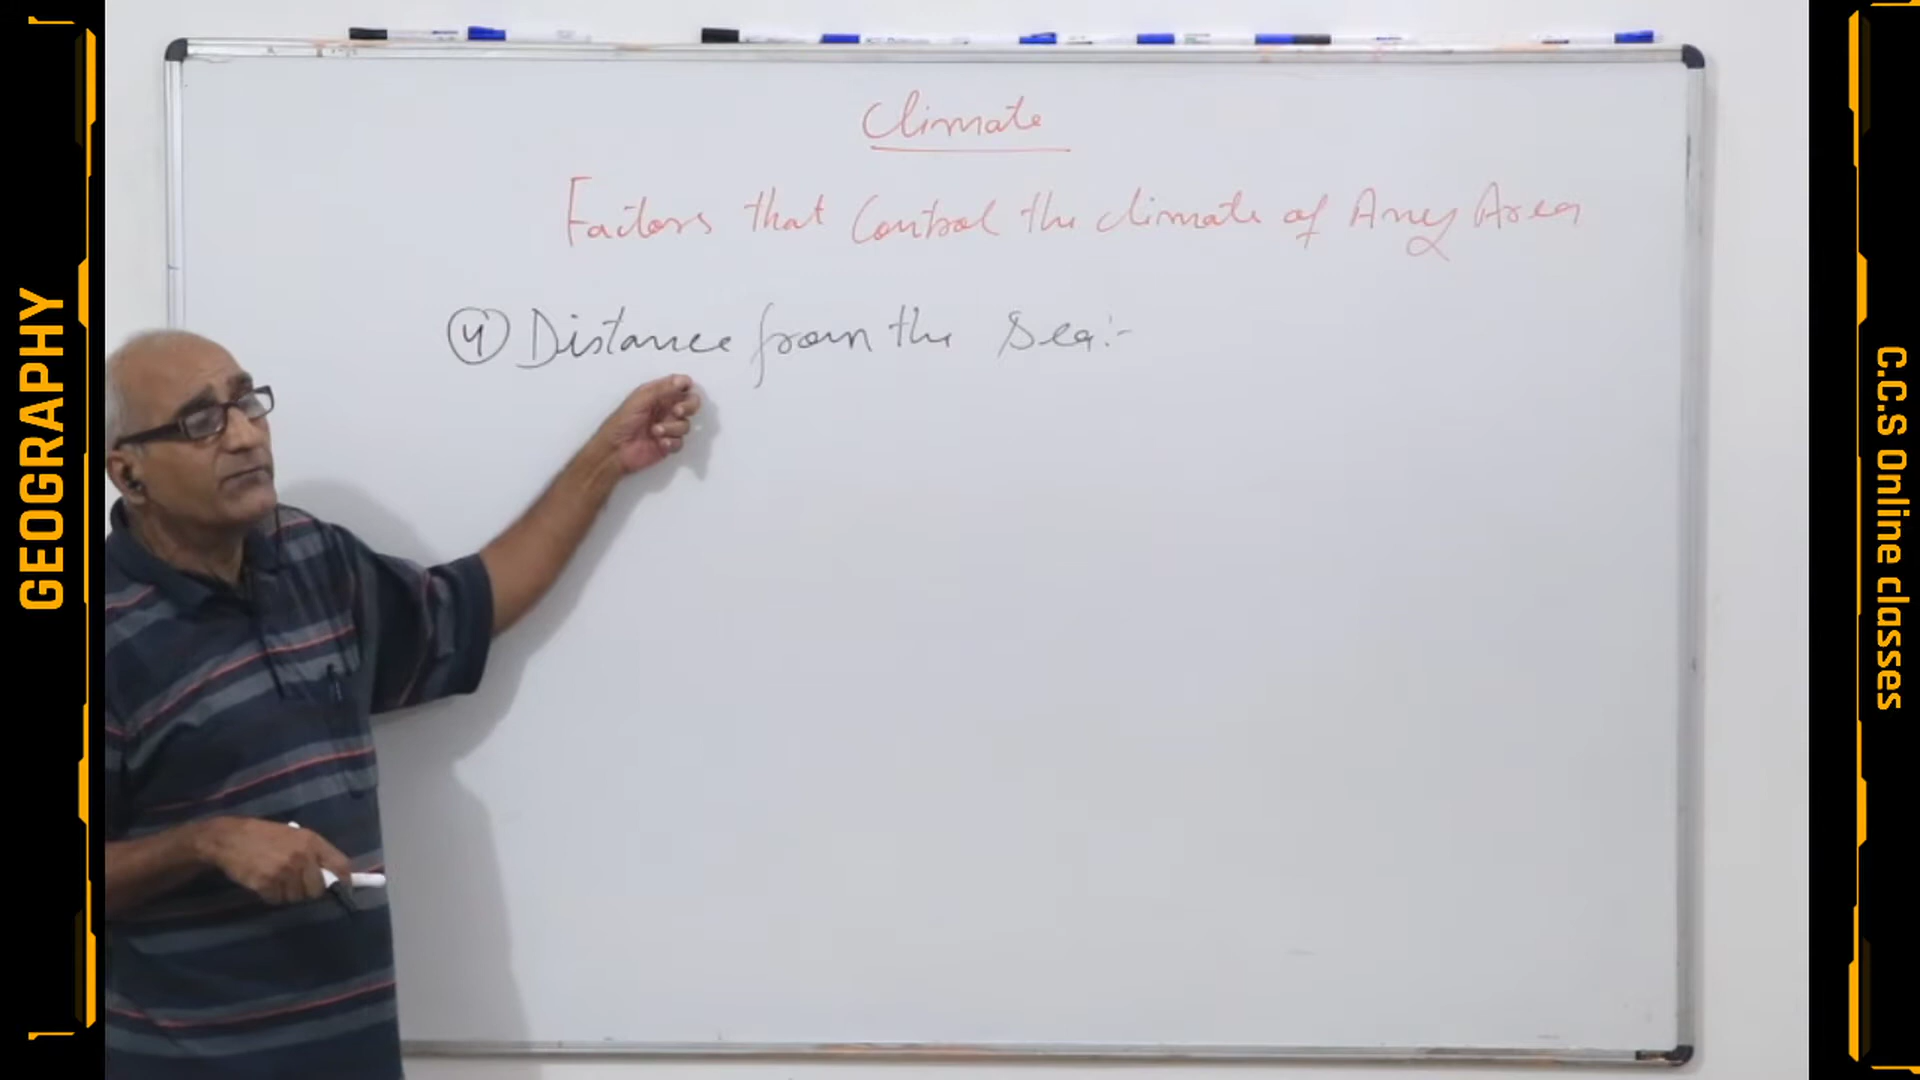 Climate
Factors that Control the climate of Any Area
4 Distance from the Sea:-
GEOGRAPHY
C.C.S Online classes